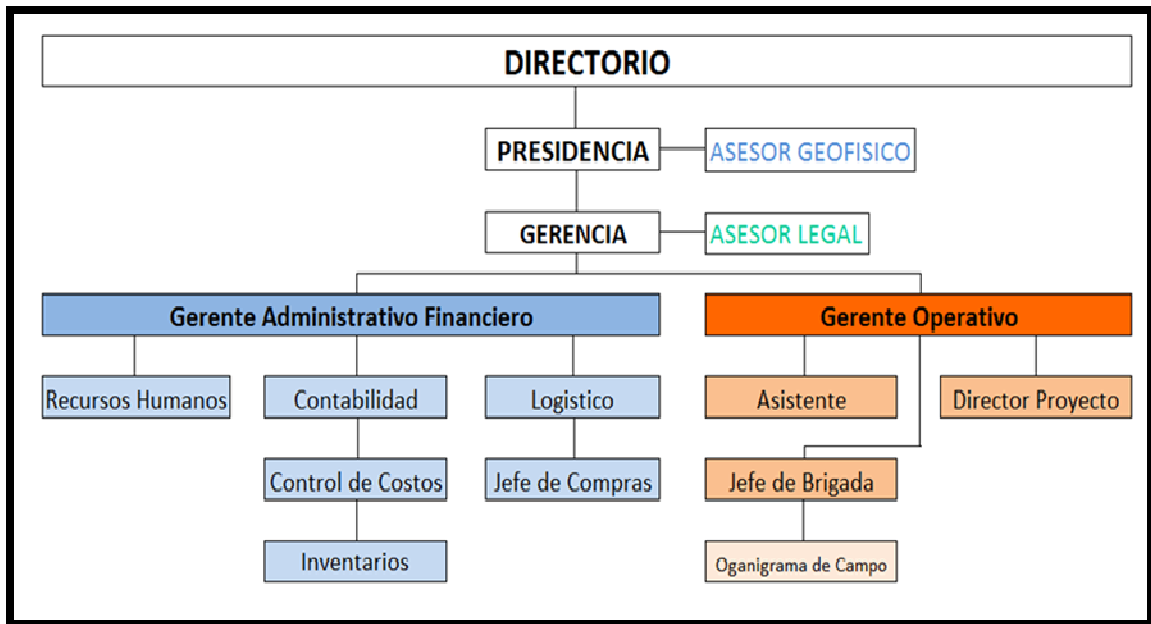 DIRECTORIO
PRESIDENCIA
ASESOR GEOFISICO
GERENCIA
ASESOR LEGAL
Gerente Administrativo Financiero
Gerente Operativo
Recursos Humanos
Contabilidad
Logistico
Asistente
Director Proyecto
Control de Costos
Jefe de Compras
Jefe de Brigada
Inventarios
Oganigrama de Campo